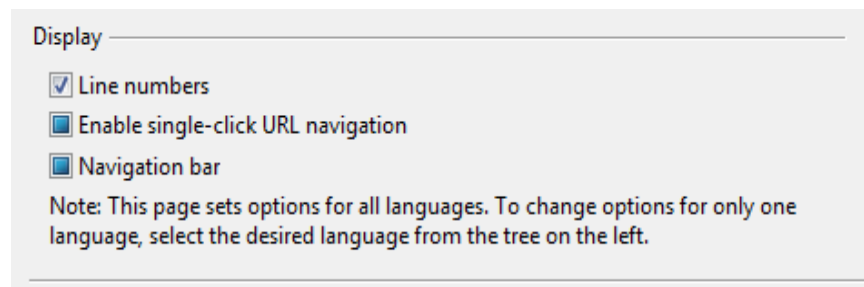 Display
Line numbers
Enable single-click URL navigation
Navigation bar
Note: This page sets options for all languages. To change options for only one
language, select the desired language from the tree on the left.